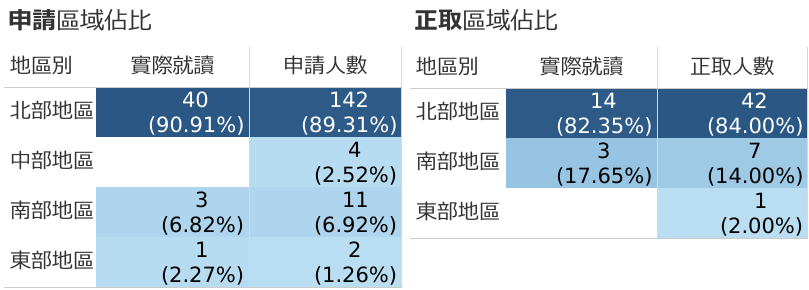 申請區域佔比
地區別 實際就讀 申請人數
北部地區 40 142
(90.91%) (89.31%)
中部地區 4
(2.52%)
南部地區 3 11
(6.82%) (6.92%)
東部地區 1 2
(2.27%) (1.26%)
正取區域佔比
地區別 實際就讀 正取人數
北部地區 14 42
(82.35%) (84.00%)
南部地區 3 7
(17.65%) (14.00%)
東部地區 1
(2.00%)